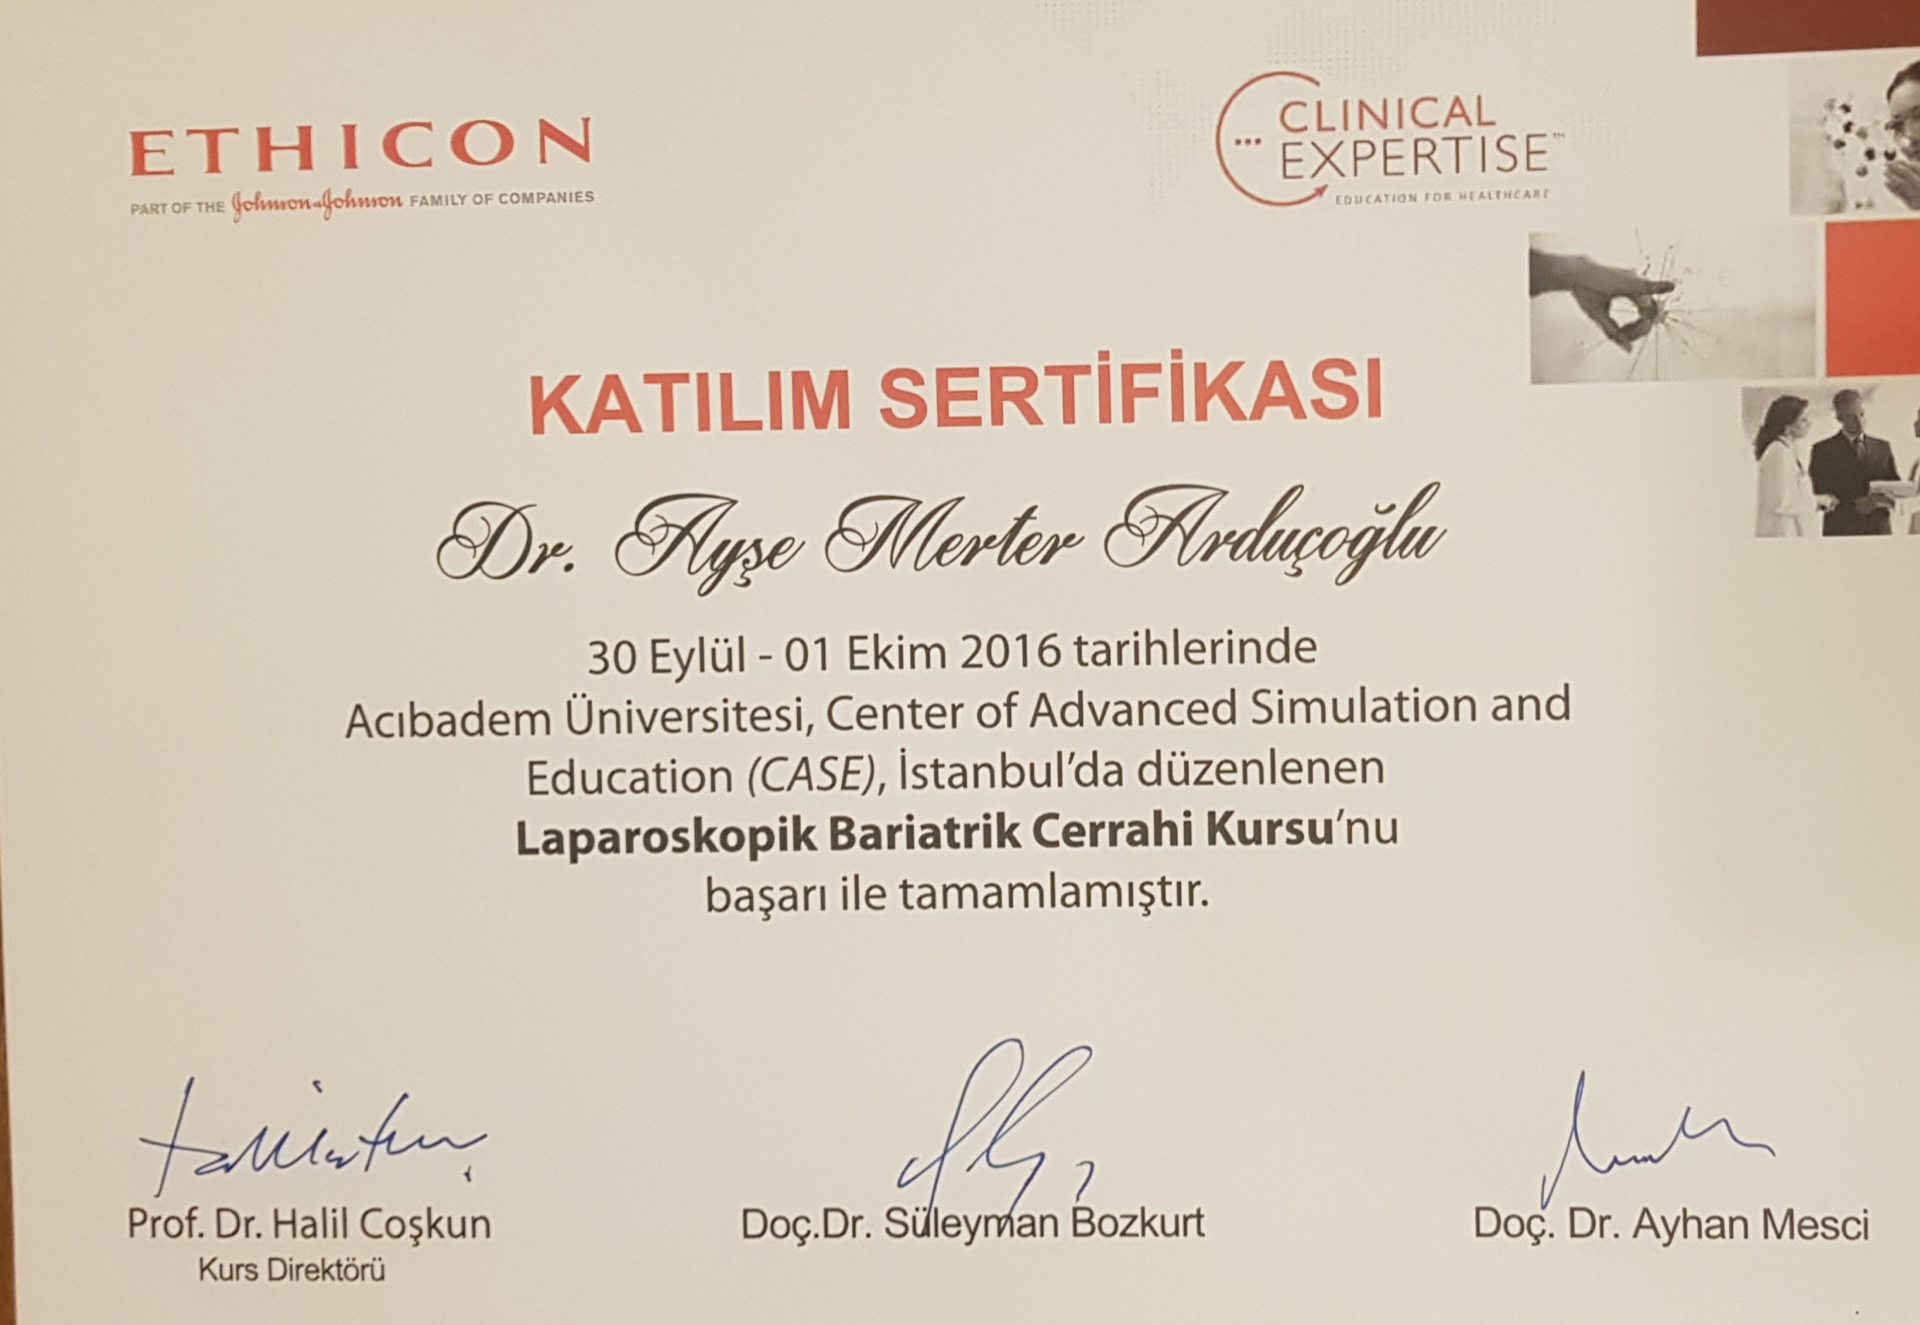 ETHICON
PART OF THE Johnson&Johnson FAMILY OF COMPANIES
CLINICAL
EXPERTISE™
EDUCATION FOR HEALTHCARE
KATILIM SERTİFİKASI
Dr. Ayşe Merter Arduçoğlu
30 Eylül - 01 Ekim 2016 tarihlerinde
Acıbadem Üniversitesi, Center of Advanced Simulation and
Education (CASE), İstanbul'da düzenlenen
Laparoskopik Bariatrik Cerrahi Kursu'nu
başarı ile tamamlamıştır.
Prof. Dr. Halil Coşkun
Kurs Direktörü
Doç.Dr. Süleyman Bozkurt
Doç. Dr. Ayhan Mesci